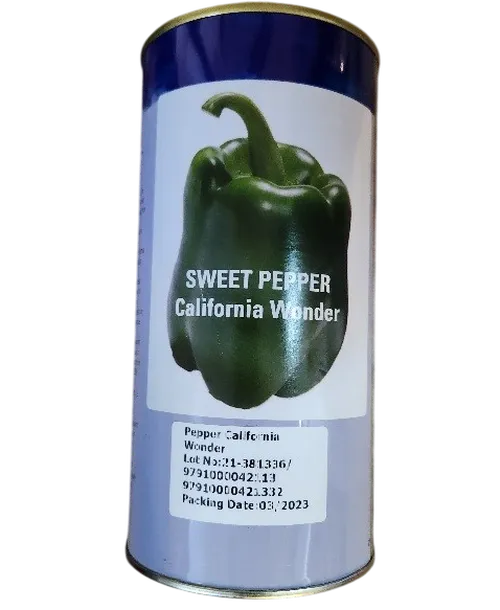 SWEET PEPPER
California Wonder
Pepper California
Wonder
Lot No:21-381336/
Packing Date:03/2023